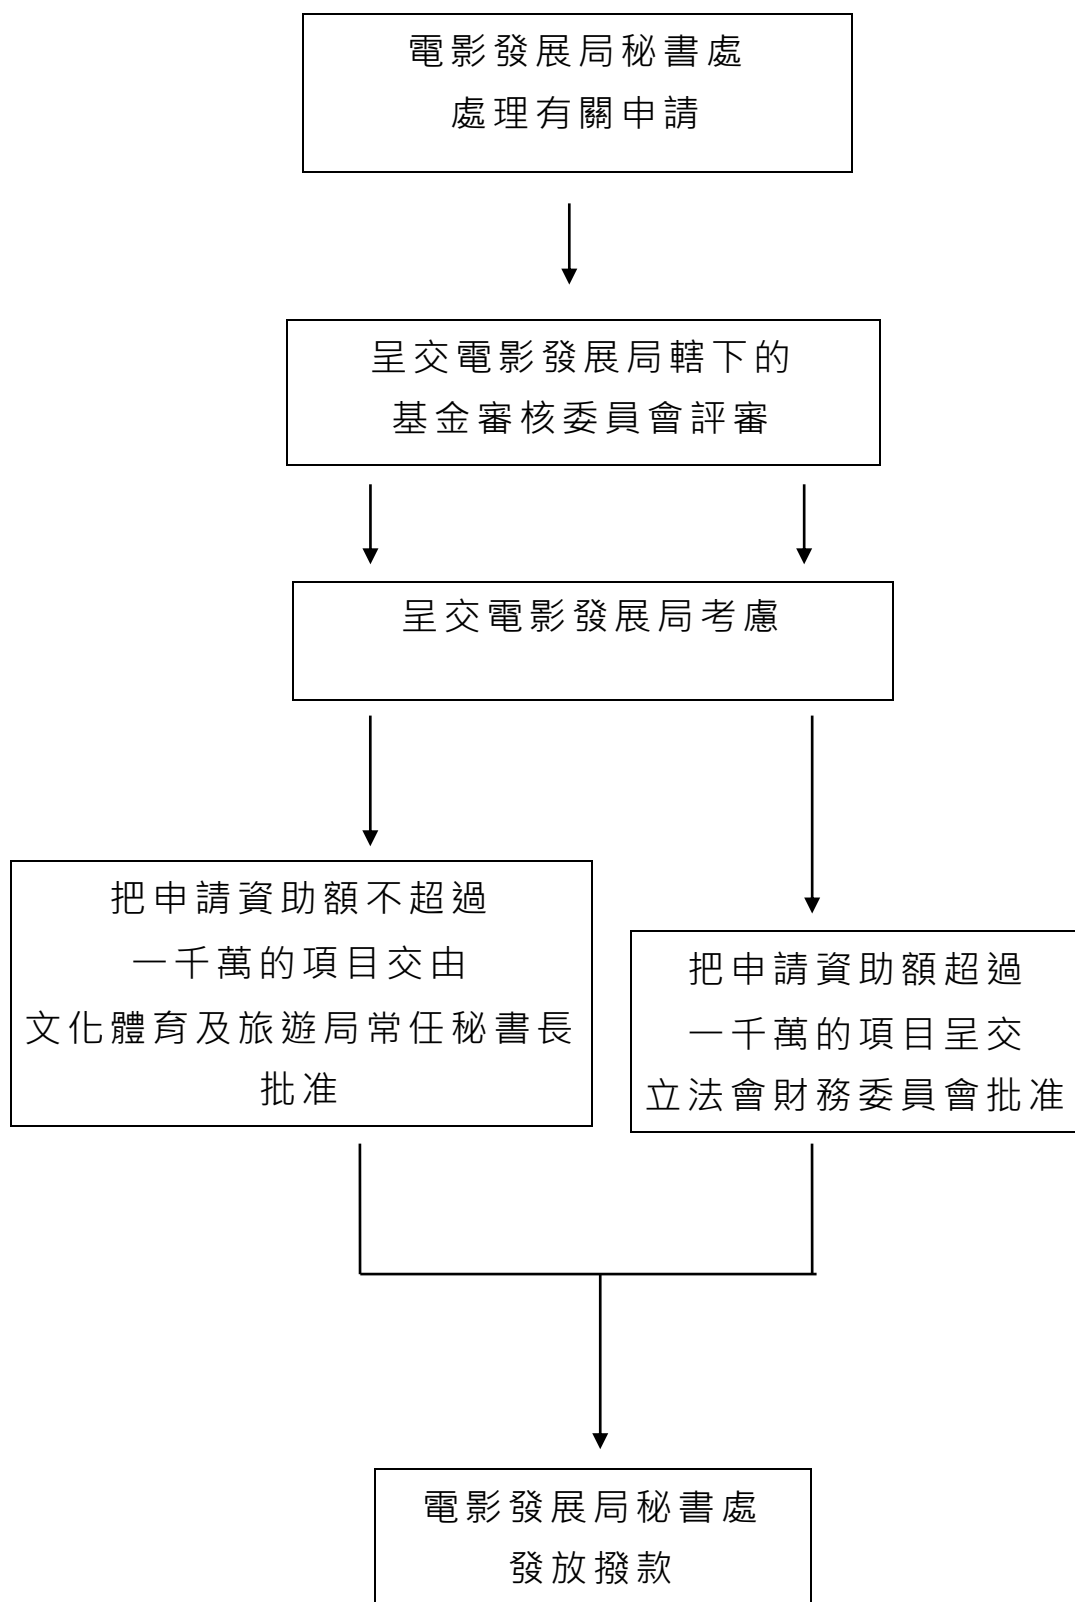 電影發展局秘書處
處理有關申請
呈交電影發展局轄下的
基金審核委員會評審
呈交電影發展局考慮
把申請資助額不超過
一千萬的項目交由
文化體育及旅遊局常任秘書長
批准
把申請資助額超過
一千萬的項目呈交
立法會財務委員會批准
電影發展局秘書處
發放撥款